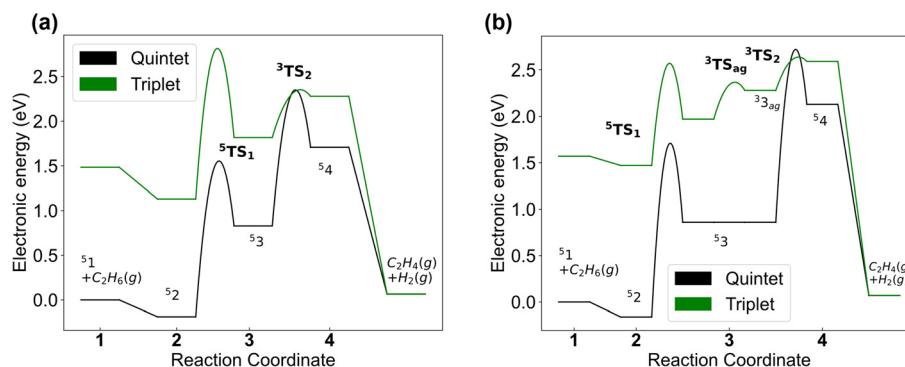 (a)
Electronic energy (eV)
2.5
2.0
1.5
1.0
0.5
0.0
Quintet
Triplet
³TS₂
⁵TS₁
⁵1
+C₂H₆(g)
⁵2
⁵3
⁵4
C₂H₄(g)
+H₂(g)
1 2 3 4
Reaction Coordinate
(b)
Electronic energy (eV)
2.5
2.0
1.5
1.0
0.5
0.0
³TS₂
³TSag
³3ag
⁵TS₁
⁵4
⁵1
+C₂H₆(g)
⁵2
⁵3
C₂H₄(g)
+H₂(g)
Quintet
Triplet
1 2 3 4
Reaction Coordinate